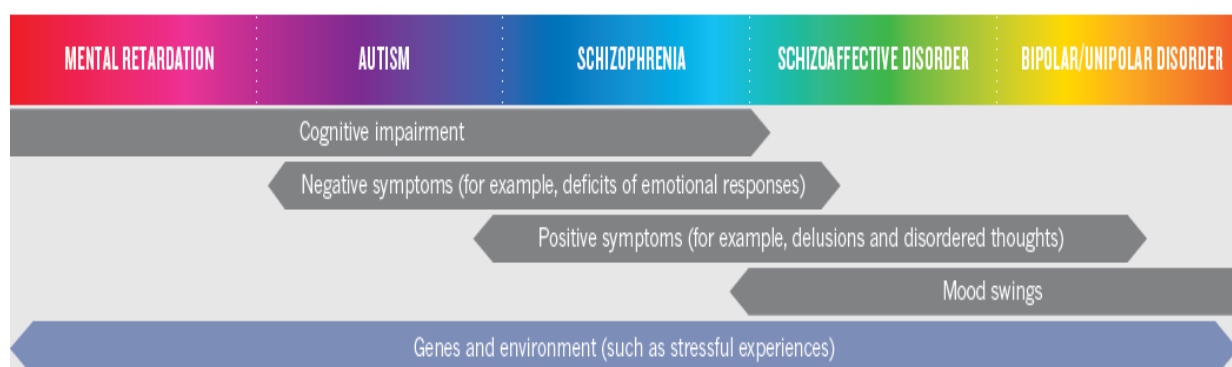 MENTAL RETARDATION AUTISM SCHIZOPHRENIA SCHIZOAFFECTIVE DISORDER BIPOLAR/UNIPOLAR DISORDER
Cognitive impairment
Negative symptoms (for example, deficits of emotional responses)
Positive symptoms (for example, delusions and disordered thoughts)
Mood swings
Genes and environment (such as stressful experiences)